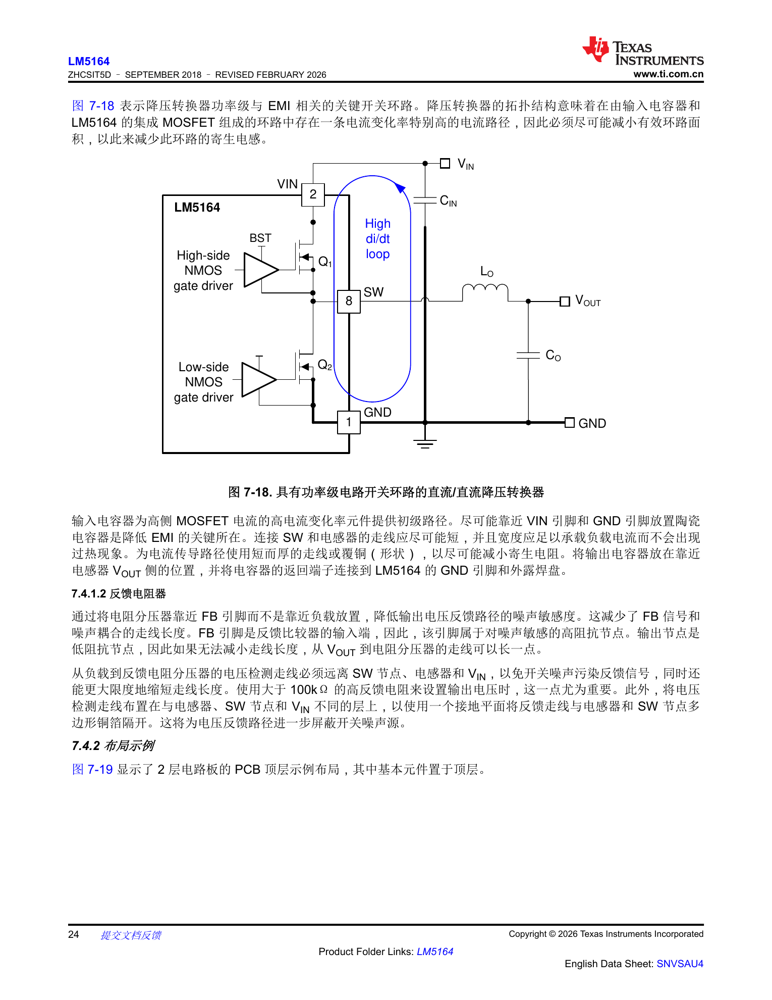 TEXAS INSTRUMENTS
LM5164
ZHCSIT5D – SEPTEMBER 2018 – REVISED FEBRUARY 2026
www.ti.com.cn
图 7-18 表示降压转换器功率级与 EMI 相关的关键开关环路。降压转换器的拓扑结构意味着在由输入电容器和
LM5164 的集成 MOSFET 组成的环路中存在一条电流变化率特别高的电流路径，因此必须尽可能减小有效环路面
积，以此来减少此环路的寄生电感。
VIN
VIN
2
LM5164
CIN
High
di/dt
loop
BST
High-side
NMOS
gate driver
Q1
LO
SW
8
VOUT
Low-side
NMOS
gate driver
Q2
CO
GND
1
GND
图 7-18. 具有功率级电路开关环路的直流/直流降压转换器
输入电容器为高侧 MOSFET 电流的高电流变化率元件提供初级路径。尽可能靠近 VIN 引脚和 GND 引脚放置陶瓷
电容器是降低 EMI 的关键所在。连接 SW 和电感器的走线应尽可能短，并且宽度应足以承载负载电流而不会出现
过热现象。为电流传导路径使用短而厚的走线或覆铜（形状），以尽可能减小寄生电阻。将输出电容器放在靠近
电感器 VOUT 侧的位置，并将电容器的返回端子连接到 LM5164 的 GND 引脚和外露焊盘。
7.4.1.2 反馈电阻器
通过将电阻分压器靠近 FB 引脚而不是靠近负载放置，降低输出电压反馈路径的噪声敏感度。这减少了 FB 信号和
噪声耦合的走线长度。FB 引脚是反馈比较器的输入端，因此，该引脚属于对噪声敏感的高阻抗节点。输出节点是
低阻抗节点，因此如果无法减小走线长度，从 VOUT 到电阻分压器的走线可以长一点。
从负载到反馈电阻分压器的电压检测走线必须远离 SW 节点、电感器和 VIN，以免开关噪声污染反馈信号，同时还
能更大限度地缩短走线长度。使用大于 100kΩ 的高反馈电阻来设置输出电压时，这一点尤为重要。此外，将电压
检测走线布置在与电感器、SW 节点和 VIN 不同的层上，以使用一个接地平面将反馈走线与电感器和 SW 节点多
边形铜箔隔开。这将为电压反馈路径进一步屏蔽开关噪声源。
7.4.2 布局示例
图 7-19 显示了 2 层电路板的 PCB 顶层示例布局，其中基本元件置于顶层。
24 提交文档反馈
Copyright © 2026 Texas Instruments Incorporated
Product Folder Links: LM5164
English Data Sheet: SNVSAU4